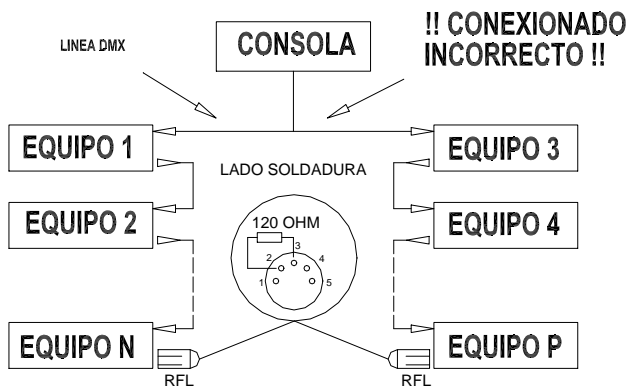 LINEA DMX
CONSOLA
!! CONEXIONADO
INCORRECTO !!
EQUIPO 1
EQUIPO 3
LADO SOLDADURA
EQUIPO 2
EQUIPO 4
120 OHM
3
2
4
1
5
EQUIPO N
EQUIPO P
RFL
RFL